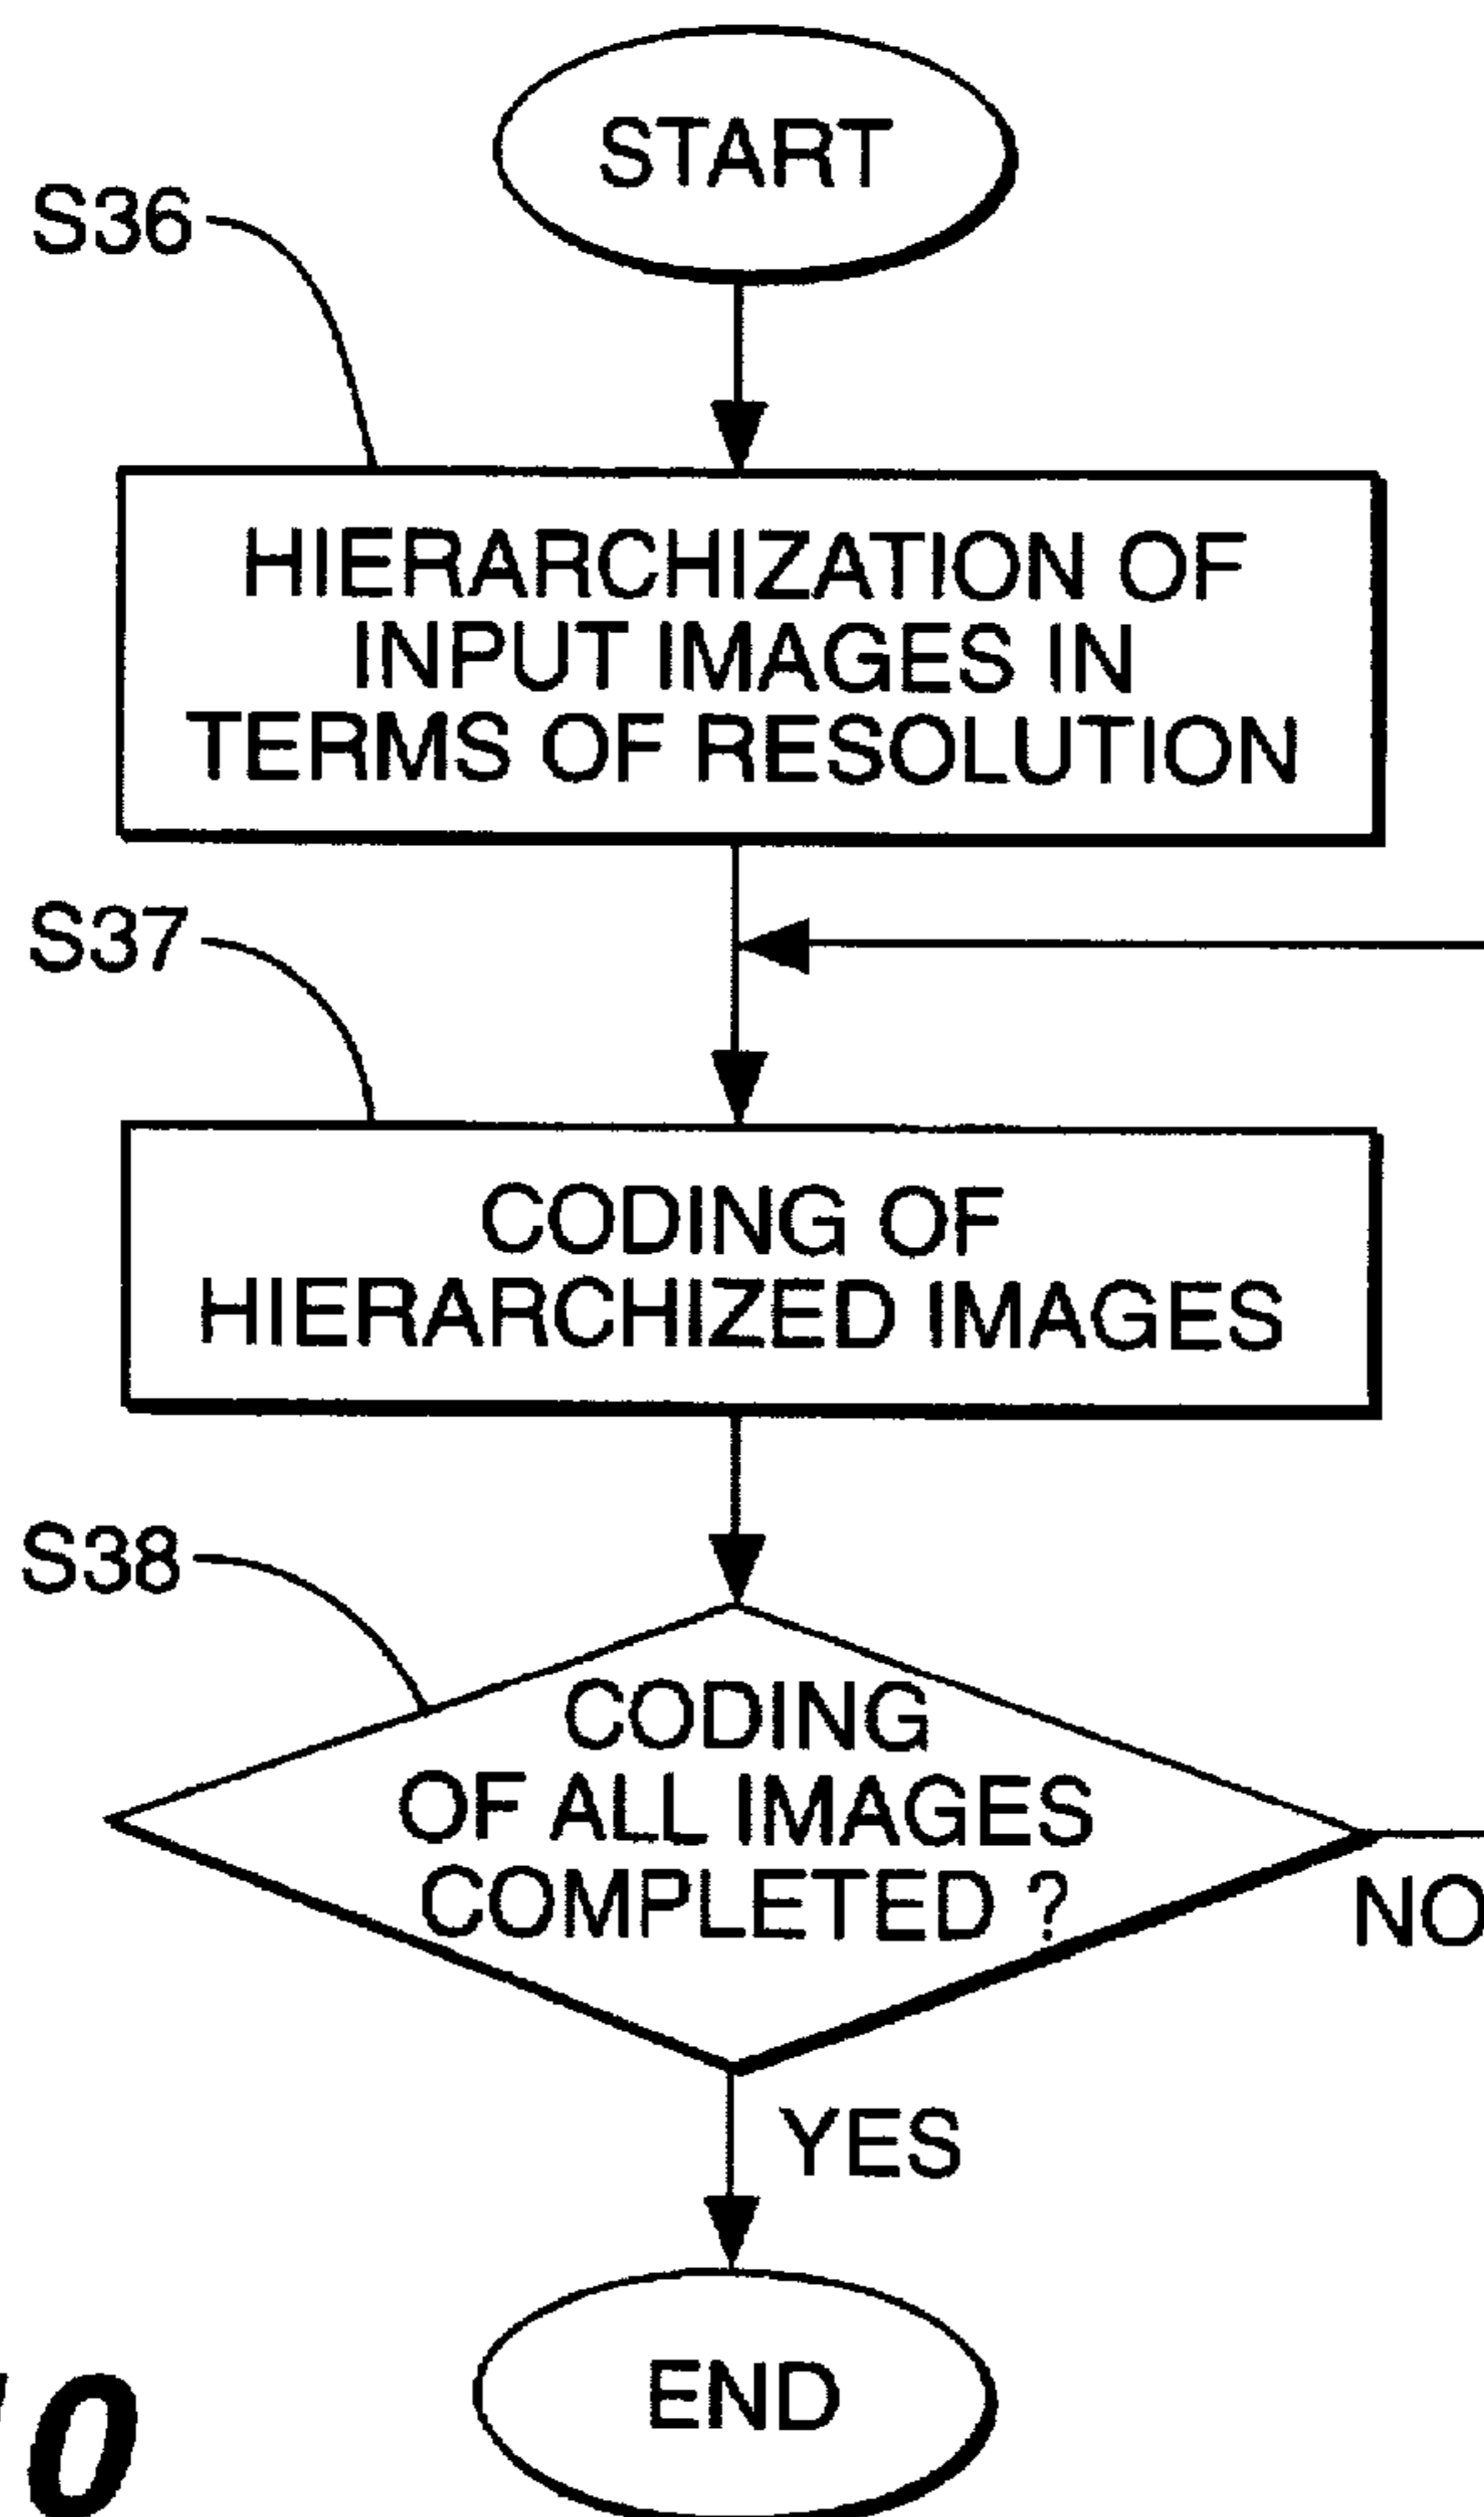 START
S36
HIERARCHIZATION OF
INPUT IMAGES IN
TERMS OF RESOLUTION
S37
CODING OF
HIERARCHIZED IMAGES
S38
CODING
OF ALL IMAGES
COMPLETED ?
NO
YES
END
0